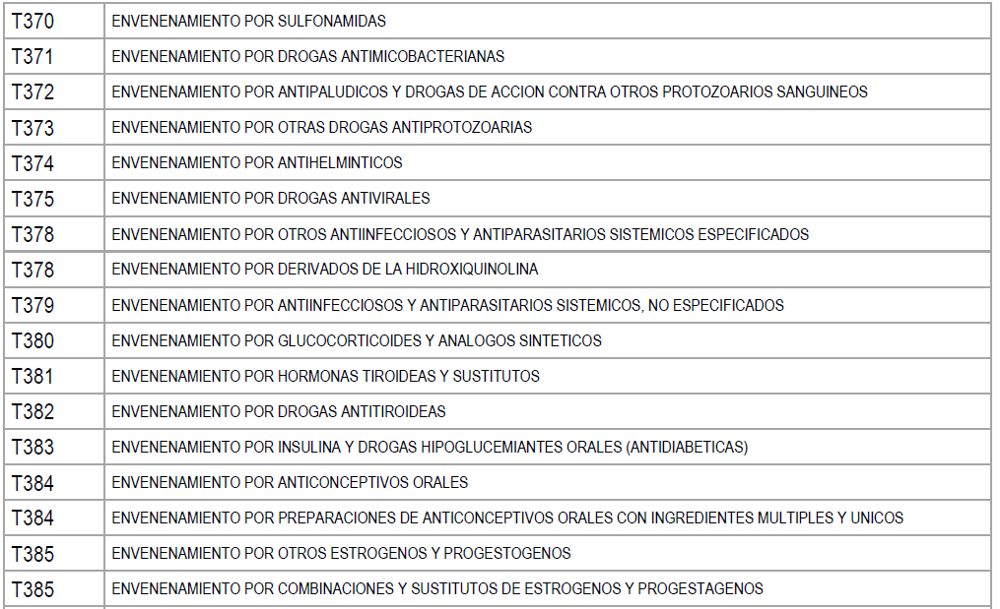 T370 ENVENENAMIENTO POR SULFONAMIDAS
T371 ENVENENAMIENTO POR DROGAS ANTIMICOBACTERIANAS
T372 ENVENENAMIENTO POR ANTIPALUDICOS Y DROGAS DE ACCION CONTRA OTROS PROTOZOARIOS SANGUINEOS
T373 ENVENENAMIENTO POR OTRAS DROGAS ANTIPROTOZOARIAS
T374 ENVENENAMIENTO POR ANTIHELMINTICOS
T375 ENVENENAMIENTO POR DROGAS ANTIVIRALES
T378 ENVENENAMIENTO POR OTROS ANTIINFECCIOSOS Y ANTIPARASITARIOS SISTEMICOS ESPECIFICADOS
T378 ENVENENAMIENTO POR DERIVADOS DE LA HIDROXIQUINOLINA
T379 ENVENENAMIENTO POR ANTIINFECCIOSOS Y ANTIPARASITARIOS SISTEMICOS, NO ESPECIFICADOS
T380 ENVENENAMIENTO POR GLUCOCORTICOIDES Y ANALOGOS SINTETICOS
T381 ENVENENAMIENTO POR HORMONAS TIROIDEAS Y SUSTITUTOS
T382 ENVENENAMIENTO POR DROGAS ANTITIROIDEAS
T383 ENVENENAMIENTO POR INSULINA Y DROGAS HIPOGLUCEMIANTES ORALES (ANTIDIABETICAS)
T384 ENVENENAMIENTO POR ANTICONCEPTIVOS ORALES
T384 ENVENENAMIENTO POR PREPARACIONES DE ANTICONCEPTIVOS ORALES CON INGREDIENTES MULTIPLES Y UNICOS
T385 ENVENENAMIENTO POR OTROS ESTROGENOS Y PROGESTOGENOS
T385 ENVENENAMIENTO POR COMBINACIONES Y SUSTITUTOS DE ESTROGENOS Y PROGESTAGENOS